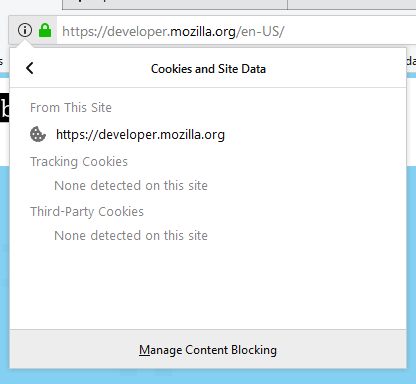 https://developer.mozilla.org/en-US/
Cookies and Site Data
From This Site
https://developer.mozilla.org
Tracking Cookies
None detected on this site
Third-Party Cookies
None detected on this site
Manage Content Blocking